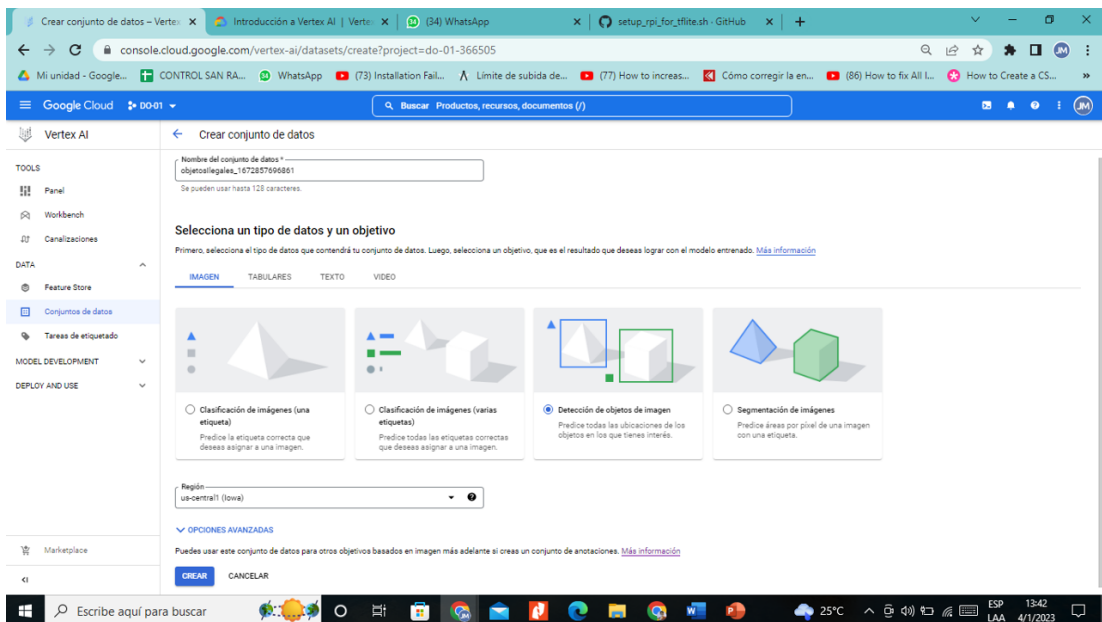 Crear conjunto de datos – Vertex
Introducción a Vertex AI | Vertex
(34) WhatsApp
setup_rpi_for_tflite.sh · GitHub
console.cloud.google.com/vertex-ai/datasets/create?project=do-01-366505
JM
Mi unidad - Google...
CONTROL SAN RA...
WhatsApp
(73) Installation Fail...
Límite de subida de...
(77) How to increas...
Cómo corregir la en...
(86) How to fix All I...
How to Create a CS...
»
Google Cloud
DO-01
Buscar Productos, recursos, documentos (/)
JM
Vertex AI
Crear conjunto de datos
TOOLS
Panel
Workbench
Canalizaciones
DATA
Feature Store
Conjuntos de datos
Tareas de etiquetado
MODEL DEVELOPMENT
DEPLOY AND USE
Marketplace
Nombre del conjunto de datos *
objetosIlegales_1672857696861
Se pueden usar hasta 128 caracteres.
Selecciona un tipo de datos y un objetivo
Primero, selecciona el tipo de datos que contendrá tu conjunto de datos. Luego, selecciona un objetivo, que es el resultado que deseas lograr con el modelo entrenado. Más información
IMAGEN TABULARES TEXTO VIDEO
Clasificación de imágenes (una
etiqueta)
Predice la etiqueta correcta que
deseas asignar a una imagen.
Clasificación de imágenes (varias
etiquetas)
Predice todas las etiquetas correctas
que deseas asignar a una imagen.
Detección de objetos de imagen
Predice todas las ubicaciones de los
objetos en los que tienes interés.
Segmentación de imágenes
Predice áreas por píxel de una imagen
con una etiqueta.
Región
us-central1 (Iowa)
OPCIONES AVANZADAS
Puedes usar este conjunto de datos para otros objetivos basados en imagen más adelante si creas un conjunto de anotaciones. Más información
CREAR CANCELAR
Escribe aquí para buscar
25°C
ESP
LAA
13:42
4/1/2023